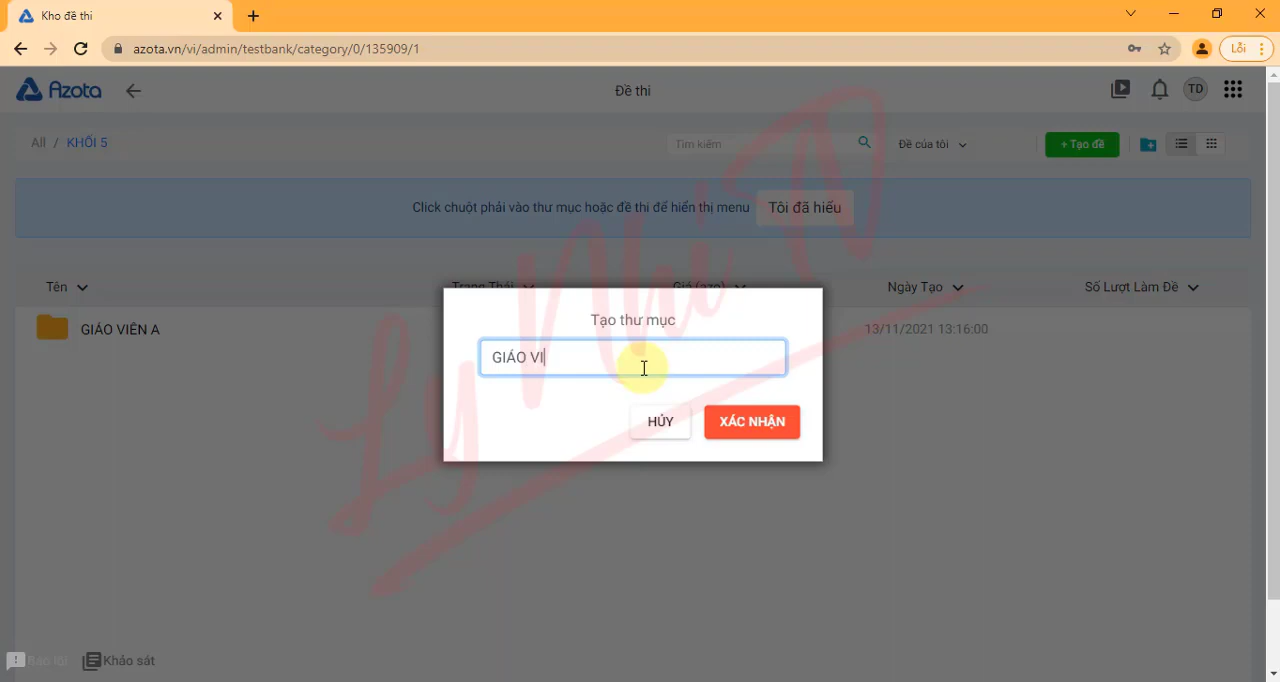 Kho đề thi
azota.vn/vi/admin/testbank/category/0/135909/1
Lỗi
Azota
Đề thi
TD
All / KHỐI 5
Tìm kiếm
Đề của tôi
+ Tạo đề
Click chuột phải vào thư mục hoặc đề thi để hiển thị menu
Tôi đã hiểu
Tên
Trạng Thái
Giá (azp)
Ngày Tạo
Số Lượt Làm Đề
GIÁO VIÊN A
13/11/2021 13:16:00
Tạo thư mục
GIÁO VI
HỦY
XÁC NHẬN
Ly Nhi A
Báo lỗi
Khảo sát